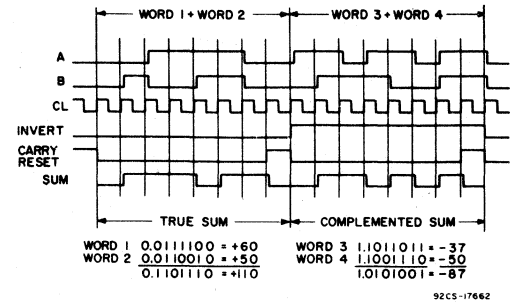 WORD 1 + WORD 2
WORD 3 + WORD 4
A
B
CL
INVERT
CARRY
RESET
SUM
TRUE SUM
COMPLEMENTED SUM
WORD 1 0.0111100 = +60
WORD 2 0.0110010 = +50
0.1101110 = +110
WORD 3 1.1011011 = -37
WORD 4 1.1001110 = -50
1.0101001 = -87
92CS-17662